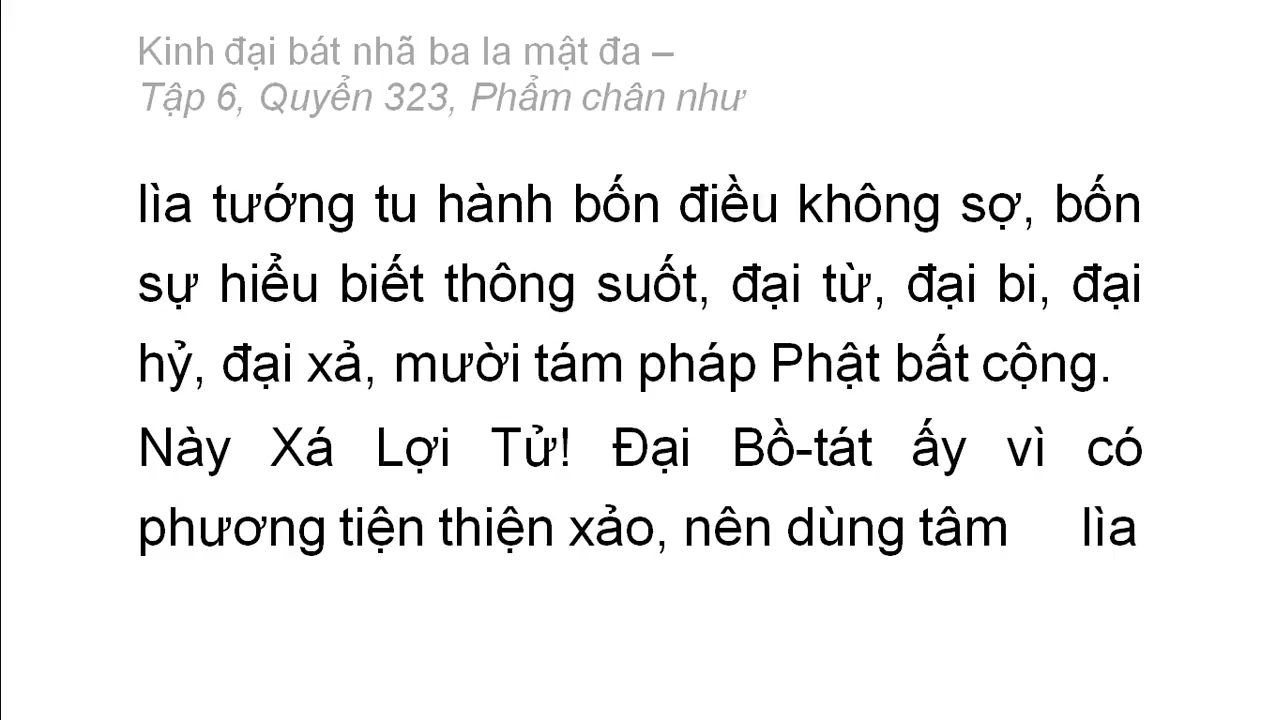 Kinh đại bát nhã ba la mật đa –
Tập 6, Quyển 323, Phẩm chân như
lìa tướng tu hành bốn điều không sợ, bốn
sự hiểu biết thông suốt, đại từ, đại bi, đại
hỷ, đại xả, mười tám pháp Phật bất cộng.
Này Xá Lợi Tử! Đại Bồ-tát ấy vì có
phương tiện thiện xảo, nên dùng tâm lìa